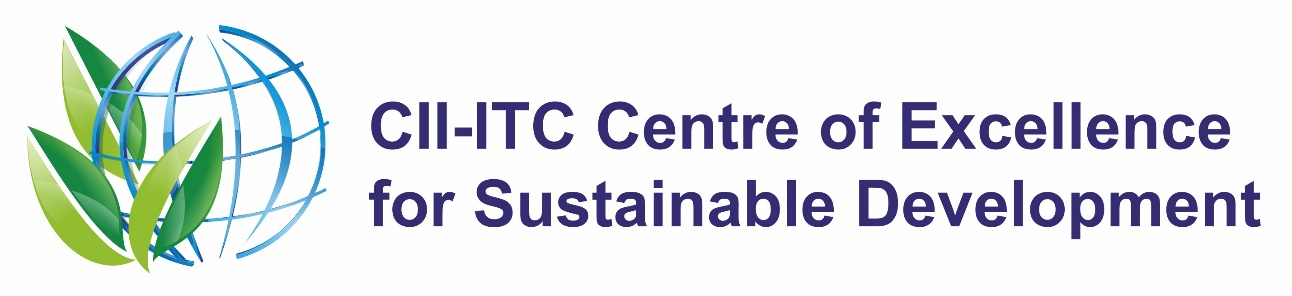 CII-ITC Centre of Excellence
for Sustainable Development